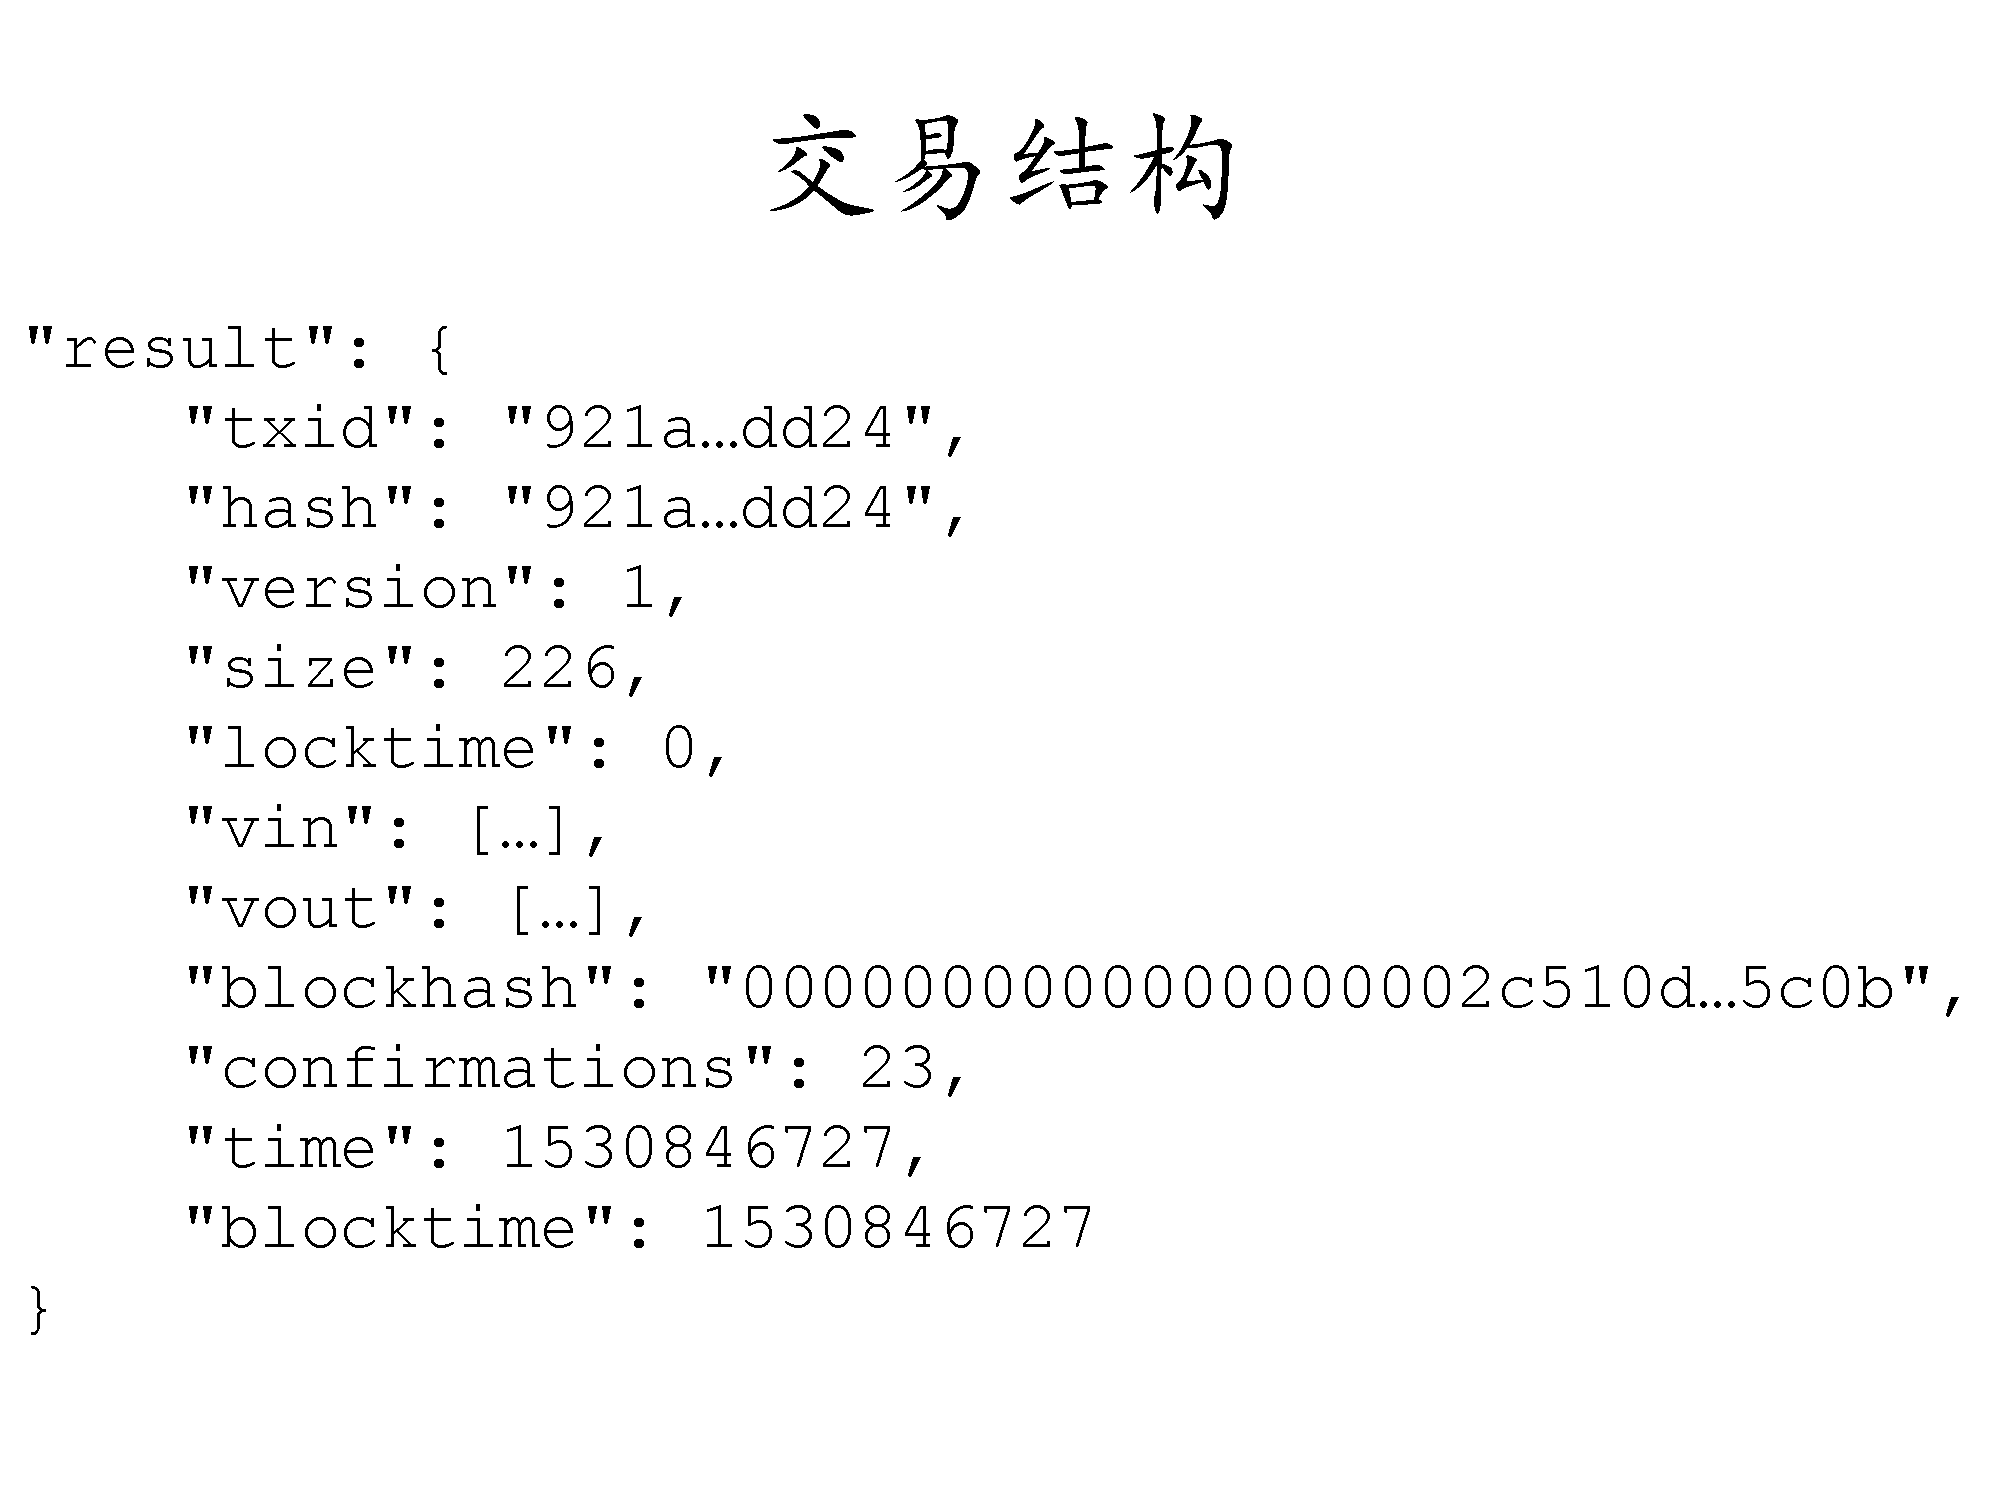 交易结构
"result": {
"txid": "921a…dd24",
"hash": "921a…dd24",
"version": 1,
"size": 226,
"locktime": 0,
"vin": […],
"vout": […],
"blockhash": "0000000000000000002c510d…5c0b",
"confirmations": 23,
"time": 1530846727,
"blocktime": 1530846727
}